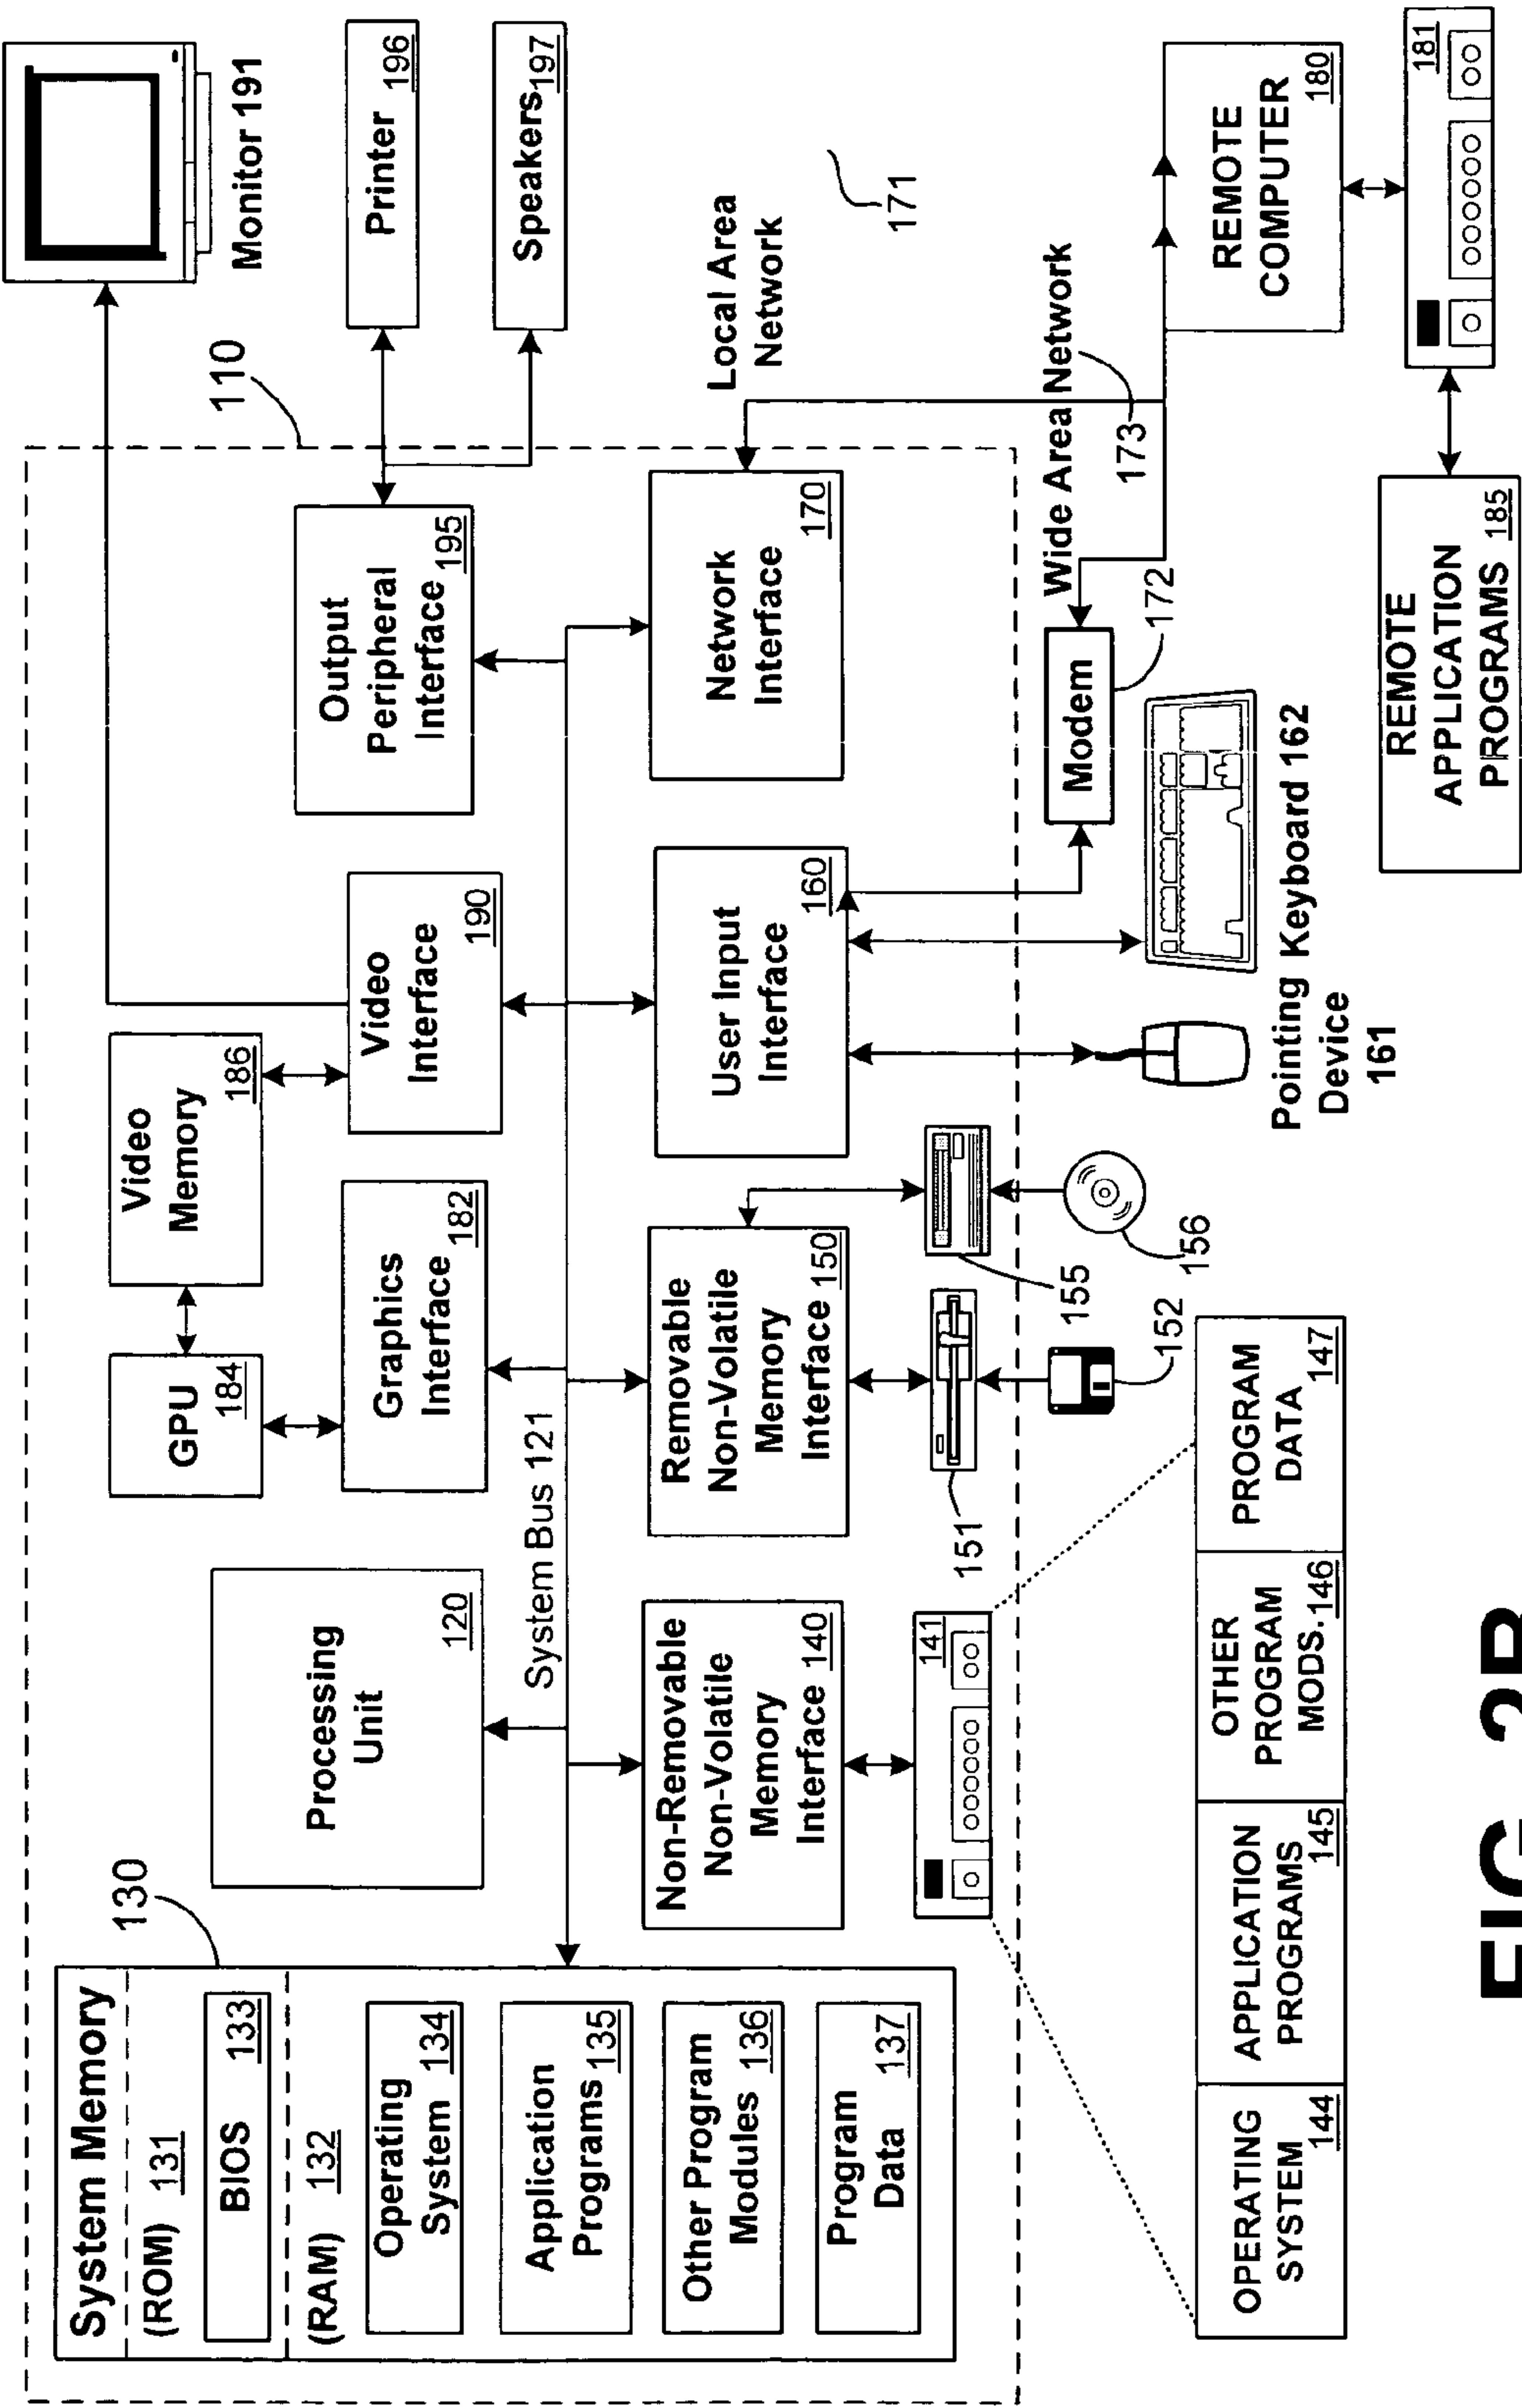 System Memory
(ROM) 131
BIOS 133
(RAM) 132
Operating
System 134
Application
Programs 135
Other Program
Modules 136
Program
Data 137
130
Processing
Unit
120
System Bus 121
GPU
184
Video
Memory
186
Graphics
Interface
182
Video
Interface
190
Output
Peripheral
Interface
195
110
Monitor 191
Printer
196
Speakers 197
Non-Removable
Non-Volatile
Memory
Interface 140
Removable
Non-Volatile
Memory
Interface 150
User Input
Interface
160
Network
Interface
170
Local Area
Network
171
141
151
152
155
156
Modem
172
Wide Area Network
173
Pointing
Device
161
Keyboard 162
REMOTE
COMPUTER
180
181
REMOTE
APPLICATION
PROGRAMS 185
OPERATING
SYSTEM
144
APPLICATION
PROGRAMS
145
OTHER
PROGRAM
MODS. 146
PROGRAM
DATA
147
FIG. 2B